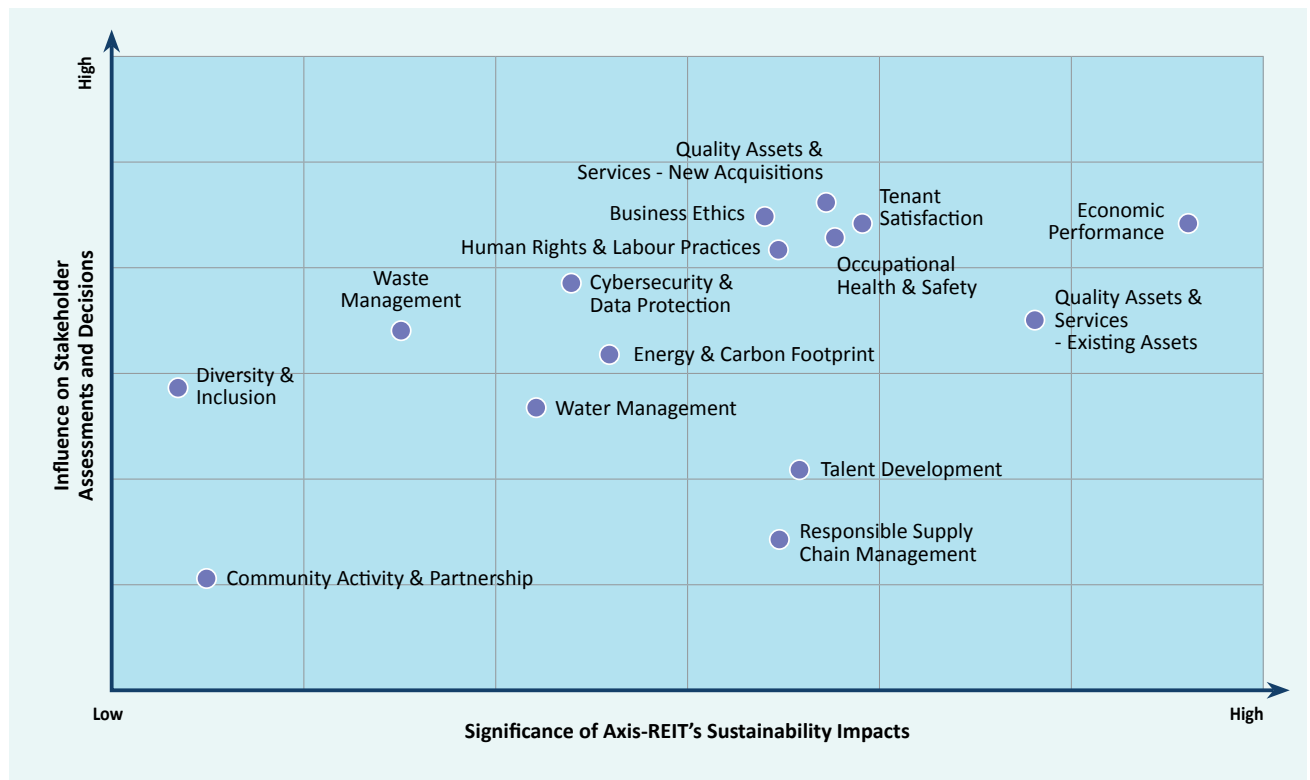 High
Influence on Stakeholder
Assessments and Decisions
Quality Assets &
Services - New Acquisitions
Business Ethics
Tenant
Satisfaction
Economic
Performance
Human Rights & Labour Practices
Occupational
Health & Safety
Waste
Management
Cybersecurity &
Data Protection
Quality Assets &
Services
- Existing Assets
Energy & Carbon Footprint
Diversity &
Inclusion
Water Management
Talent Development
Responsible Supply
Chain Management
Community Activity & Partnership
Low
High
Significance of Axis-REIT's Sustainability Impacts